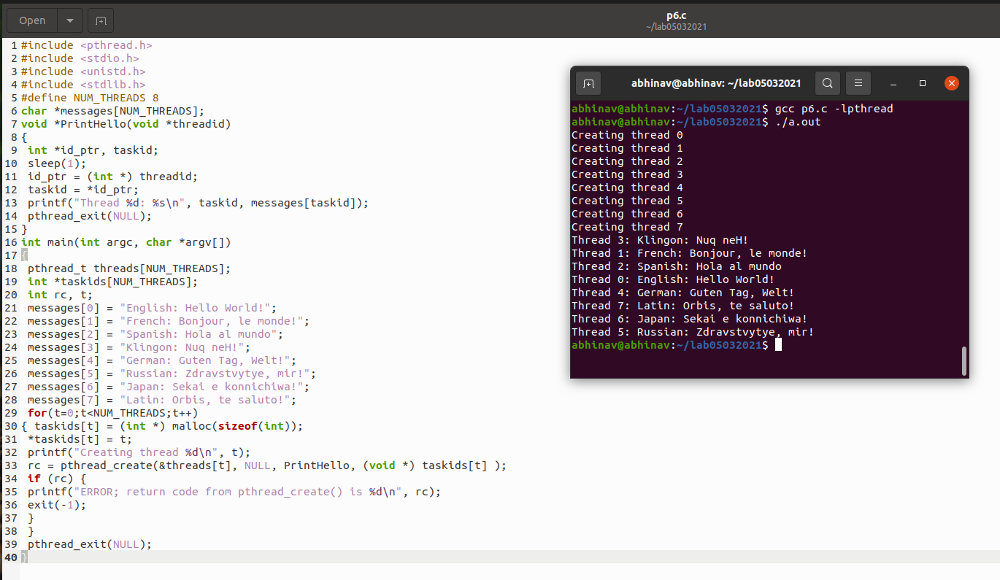 Open
p6.c
~/lab05032021
1 #include <pthread.h>
2 #include <stdio.h>
3 #include <unistd.h>
4 #include <stdlib.h>
5 #define NUM_THREADS 8
6 char *messages[NUM_THREADS];
7 void *PrintHello(void *threadid)
8 {
9  int *id_ptr, taskid;
10  sleep(1);
11  id_ptr = (int *) threadid;
12  taskid = *id_ptr;
13  printf("Thread %d: %s\n", taskid, messages[taskid]);
14  pthread_exit(NULL);
15 }
16 int main(int argc, char *argv[])
17 {
18  pthread_t threads[NUM_THREADS];
19  int *taskids[NUM_THREADS];
20  int rc, t;
21  messages[0] = "English: Hello World!";
22  messages[1] = "French: Bonjour, le monde!";
23  messages[2] = "Spanish: Hola al mundo";
24  messages[3] = "Klingon: Nuq neH!";
25  messages[4] = "German: Guten Tag, Welt!";
26  messages[5] = "Russian: Zdravstvytye, mir!";
27  messages[6] = "Japan: Sekai e konnichiwa!";
28  messages[7] = "Latin: Orbis, te saluto!";
29  for(t=0;t<NUM_THREADS;t++)
30 { taskids[t] = (int *) malloc(sizeof(int));
31  *taskids[t] = t;
32  printf("Creating thread %d\n", t);
33  rc = pthread_create(&threads[t], NULL, PrintHello, (void *) taskids[t] );
34  if (rc) {
35  printf("ERROR; return code from pthread_create() is %d\n", rc);
36  exit(-1);
37  }
38  }
39  pthread_exit(NULL);
40 }
abhinav@abhinav: ~/lab05032021
abhinav@abhinav:~/lab05032021$ gcc p6.c -lpthread
abhinav@abhinav:~/lab05032021$ ./a.out
Creating thread 0
Creating thread 1
Creating thread 2
Creating thread 3
Creating thread 4
Creating thread 5
Creating thread 6
Creating thread 7
Thread 3: Klingon: Nuq neH!
Thread 1: French: Bonjour, le monde!
Thread 2: Spanish: Hola al mundo
Thread 0: English: Hello World!
Thread 4: German: Guten Tag, Welt!
Thread 7: Latin: Orbis, te saluto!
Thread 6: Japan: Sekai e konnichiwa!
Thread 5: Russian: Zdravstvytye, mir!
abhinav@abhinav:~/lab05032021$